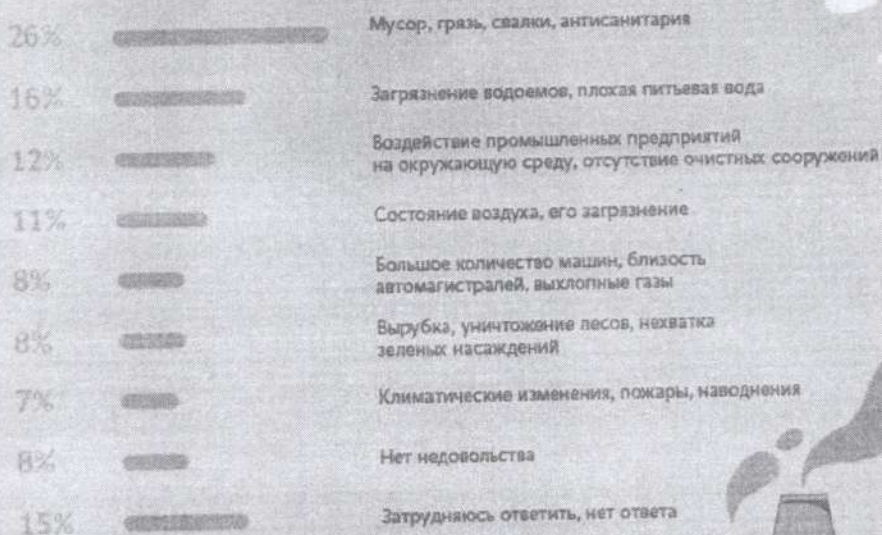 26% Мусор, грязь, свалки, антисанитария
16% Загрязнение водоемов, плохая питьевая вода
Воздействие промышленных предприятий
12% на окружающую среду, отсутствие очистных сооружений
11% Состояние воздуха, его загрязнение
Большое количество машин, близость
8% автомагистралей, выхлопные газы
Вырубка, уничтожение лесов, нехватка
8% зеленых насаждений
7% Климатические изменения, пожары, наводнения
8% Нет недовольства
15% Затрудняюсь ответить, нет ответа